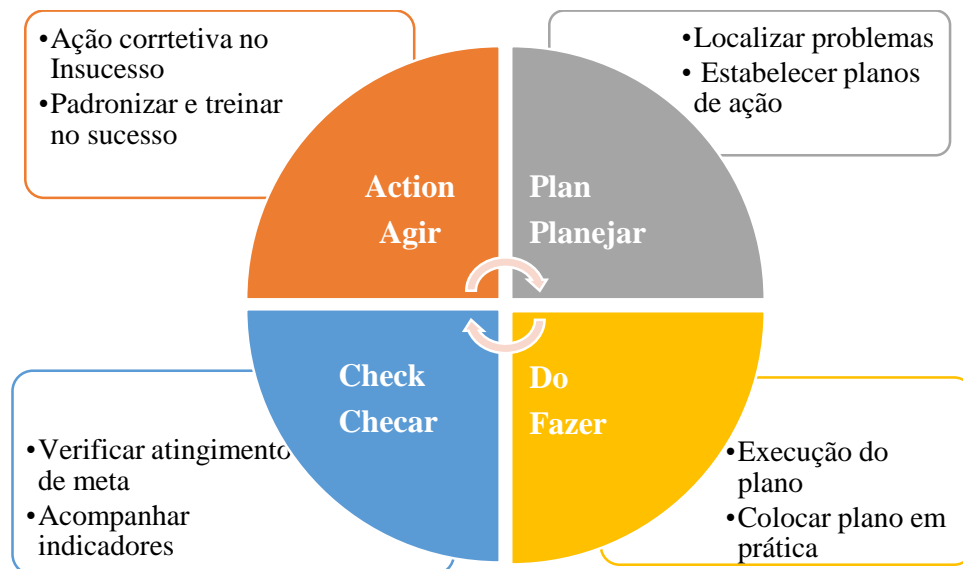 •Ação corrtetiva no
Insucesso
•Padronizar e treinar
no sucesso
•Localizar problemas
• Estabelecer planos
de ação
Action
Agir
Plan
Planejar
Check
Checar
Do
Fazer
•Verificar atingimento
de meta
•Acompanhar
indicadores
•Execução do
plano
•Colocar plano em
prática